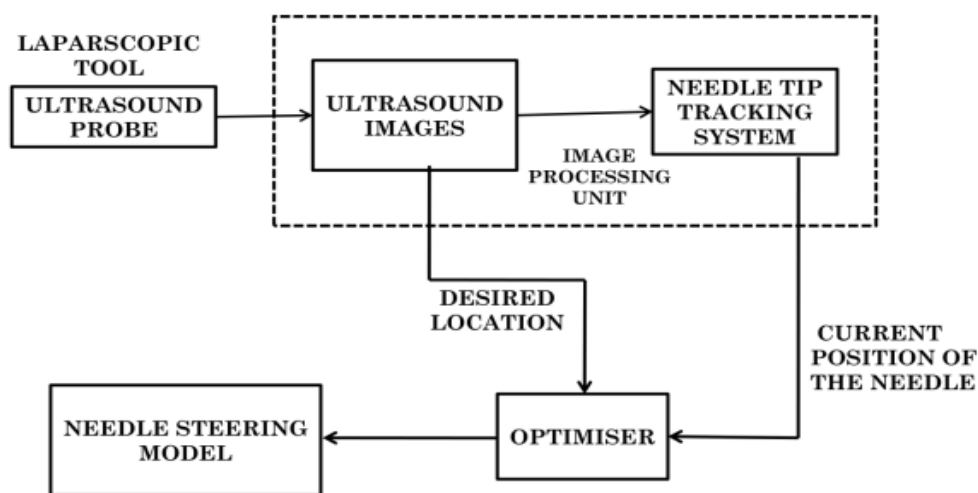 LAPARSCOPIC
TOOL
ULTRASOUND
PROBE
ULTRASOUND
IMAGES
NEEDLE TIP
TRACKING
SYSTEM
IMAGE
PROCESSING
UNIT
DESIRED
LOCATION
CURRENT
POSITION OF
THE NEEDLE
OPTIMISER
NEEDLE STEERING
MODEL